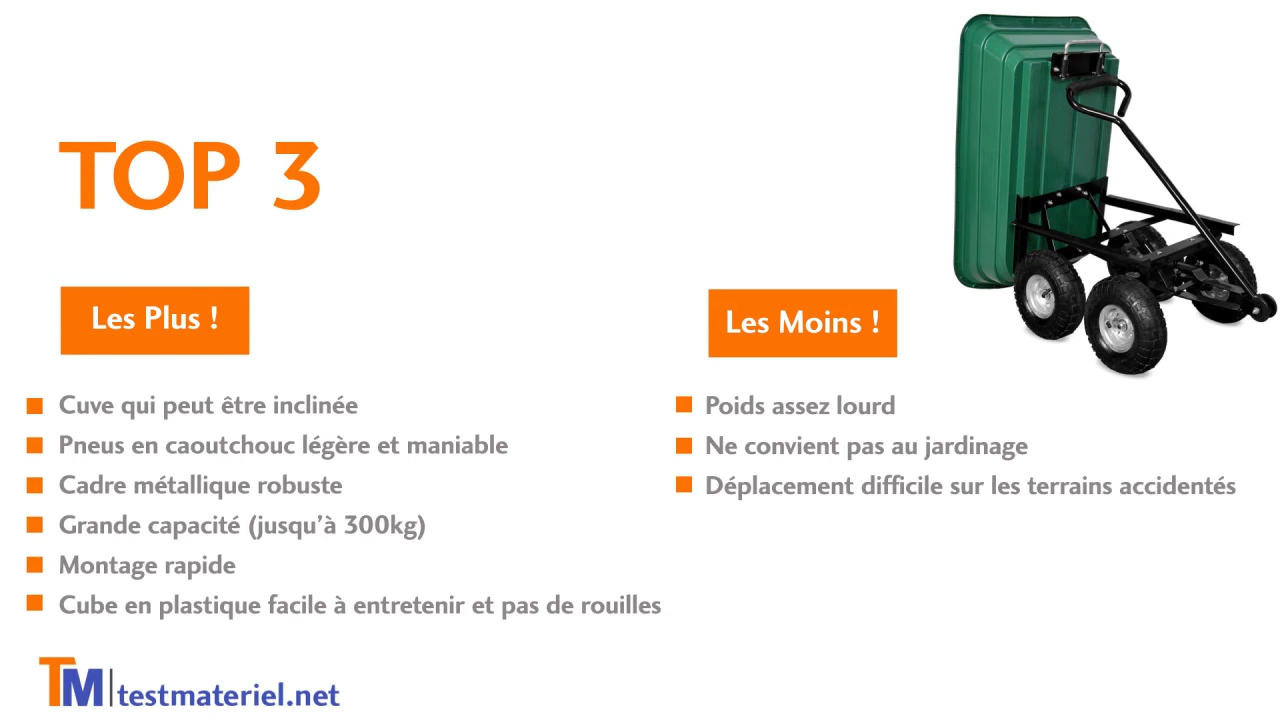 TOP 3
Les Plus !
Cuve qui peut être inclinée
Pneus en caoutchouc légère et maniable
Cadre métallique robuste
Grande capacité (jusqu'à 300kg)
Montage rapide
Cube en plastique facile à entretenir et pas de rouilles
Les Moins !
Poids assez lourd
Ne convient pas au jardinage
Déplacement difficile sur les terrains accidentés
TM|testmateriel.net